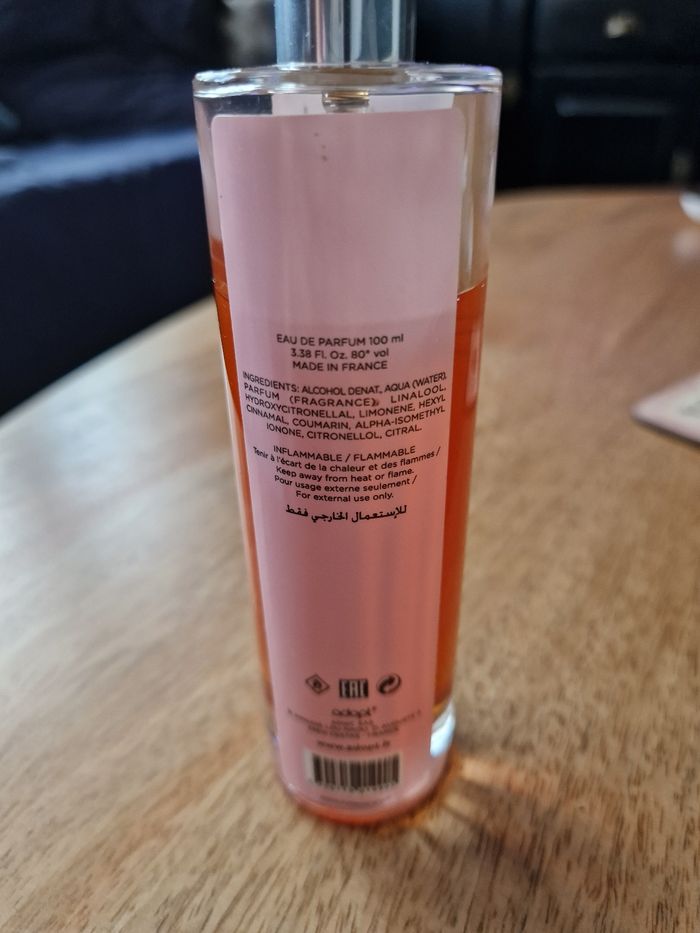 EAU DE PARFUM 100 ml
3.38 Fl. Oz. 80° vol
MADE IN FRANCE
INGREDIENTS: ALCOHOL DENAT., AQUA (WATER),
PARFUM (FRAGRANCE), LINALOOL,
HYDROXYCITRONELLAL, LIMONENE, HEXYL
CINNAMAL, COUMARIN, ALPHA-ISOMETHYL
IONONE, CITRONELLOL, CITRAL.
INFLAMMABLE / FLAMMABLE
Tenir à l'écart de la chaleur et des flammes /
Keep away from heat or flame.
Pour usage externe seulement /
For external use only.
للإستعمال الخارجي فقط
EAC
adopt'
www.adopt.fr